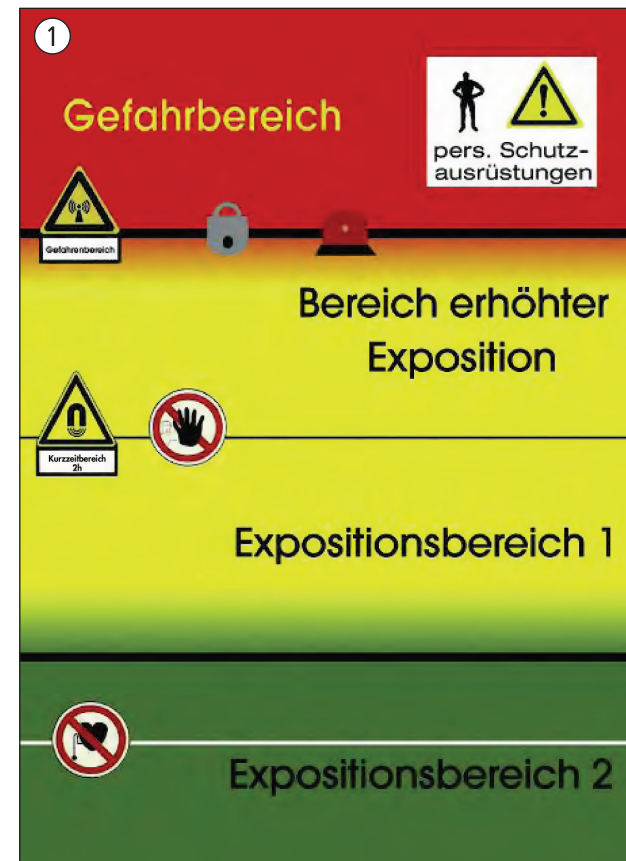 1
Gefahrbereich
pers. Schutz-
ausrüstungen
Gefahrenbereich
Bereich erhöhter
Exposition
Kurzzeitbereich
2h
Expositionsbereich 1
Expositionsbereich 2